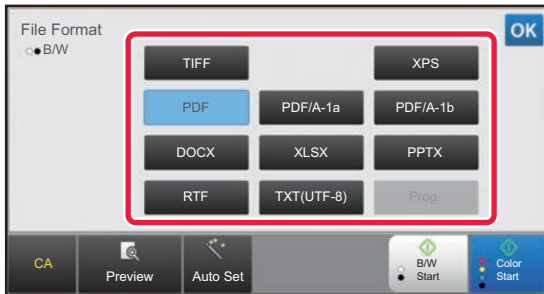 File Format
OK
B/W
TIFF
XPS
PDF
PDF/A-1a
PDF/A-1b
DOCX
XLSX
PPTX
RTF
TXT(UTF-8)
Prog.
CA
Preview
Auto Set
B/W
Start
Color
Start